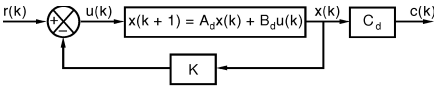 r(k) + − u(k) x(k + 1) = A_d x(k) + B_d u(k) x(k) C_d c(k)
K